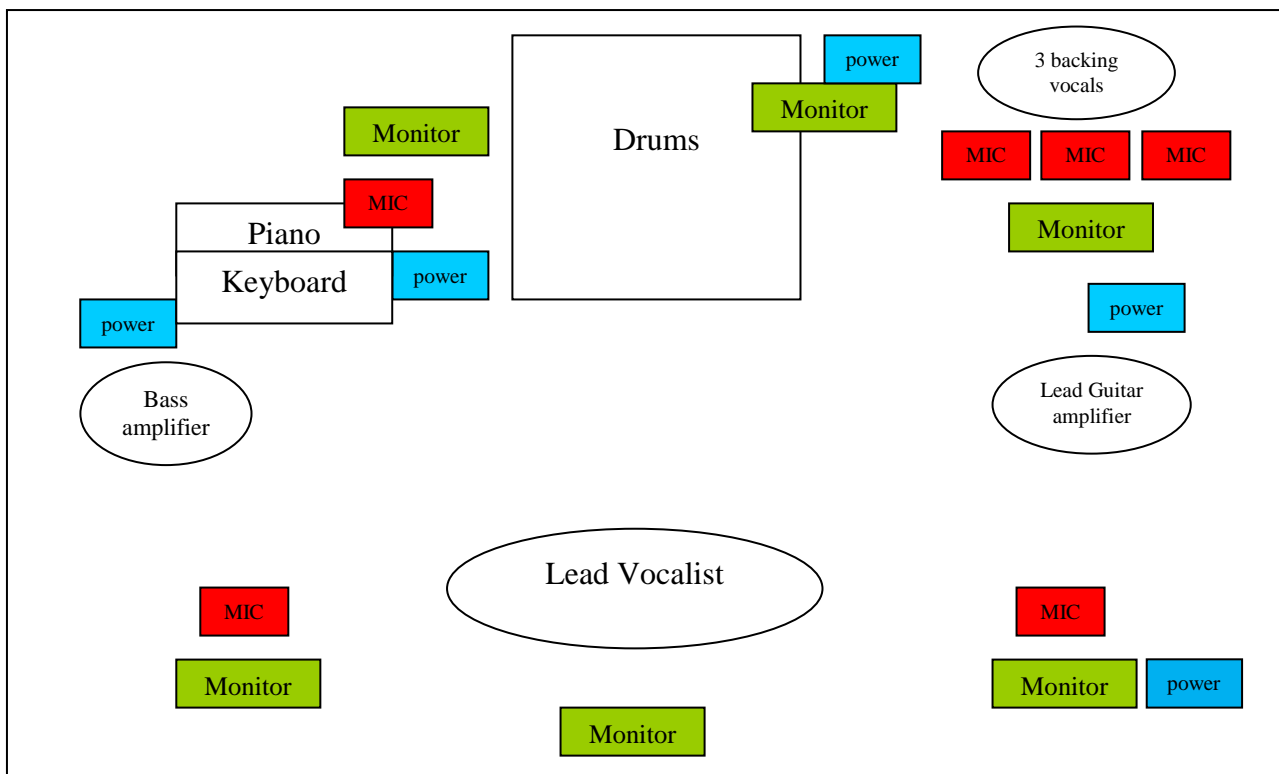 power
3 backing
vocals
Monitor
Monitor
Drums
MIC
MIC
MIC
MIC
Piano
Monitor
Keyboard
power
power
power
Bass
amplifier
Lead Guitar
amplifier
Lead Vocalist
MIC
MIC
Monitor
Monitor
power
Monitor